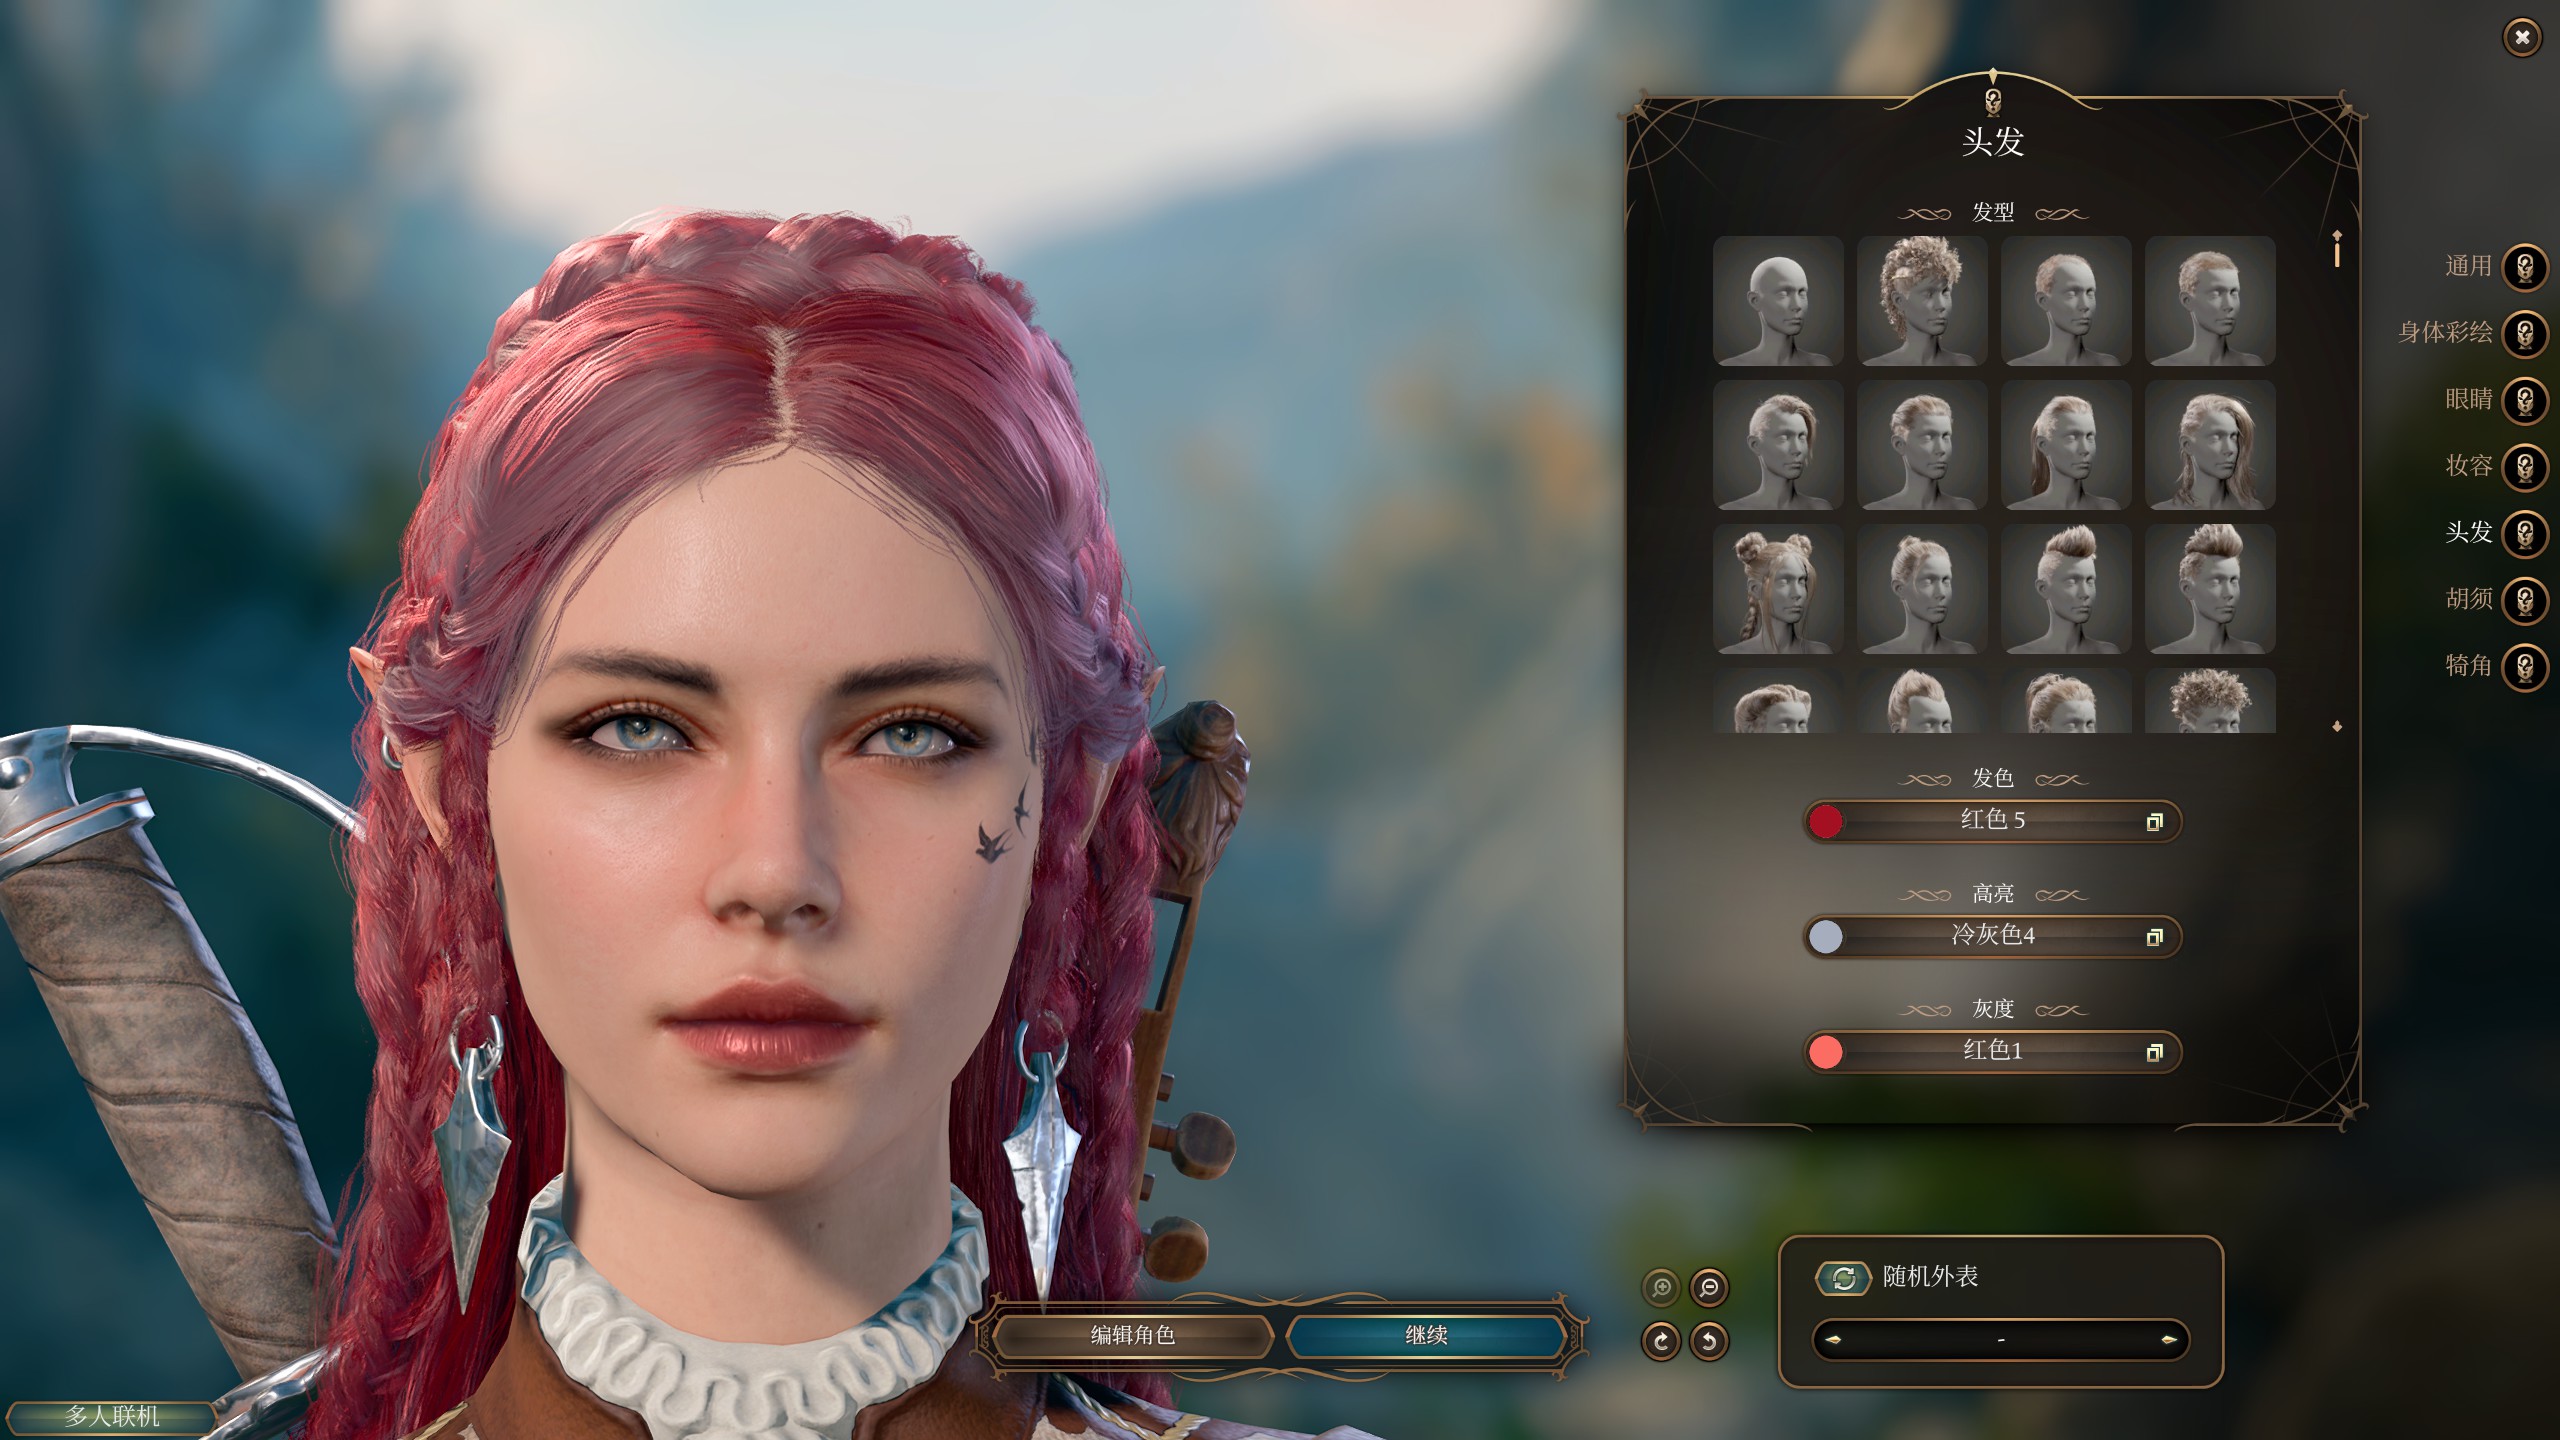 头发
发型
通用
身体彩绘
眼睛
妆容
头发
胡须
犄角
发色
红色 5
高亮
冷灰色4
灰度
红色1
随机外表
-
编辑角色
继续
多人联机